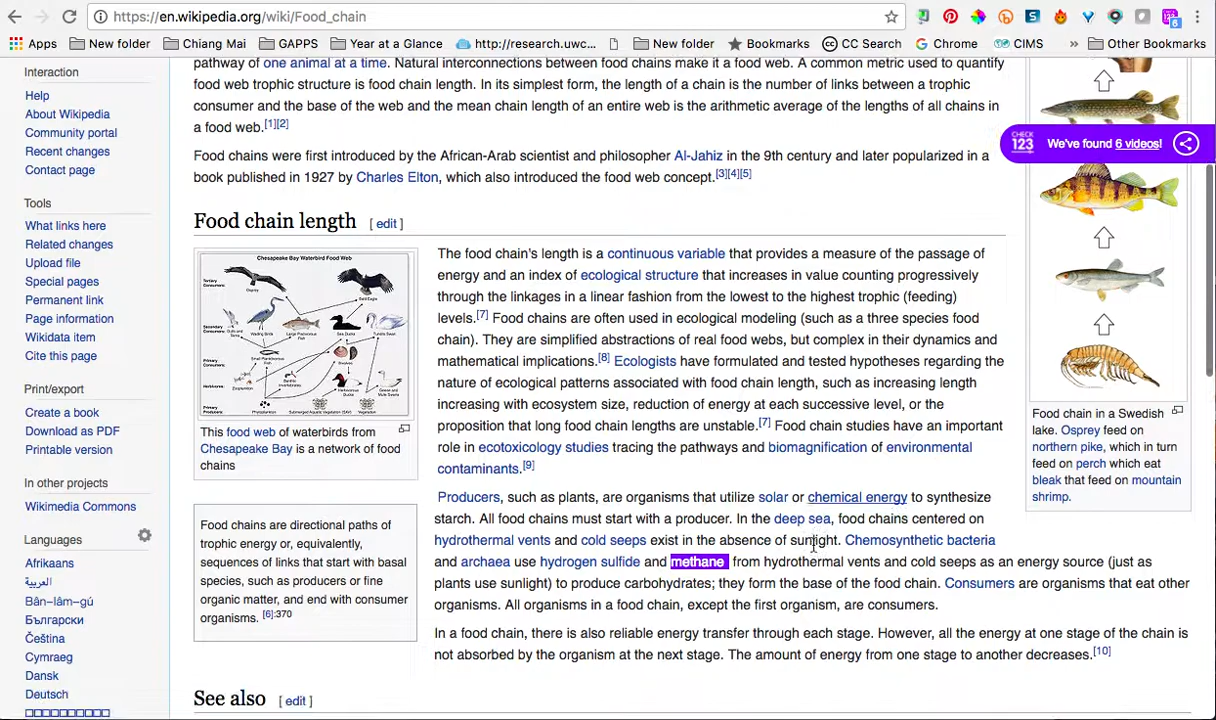 https://en.wikipedia.org/wiki/Food_chain
Apps New folder Chiang Mai GAPPS Year at a Glance http://research.uwc... New folder Bookmarks CC Search Chrome CIMS » Other Bookmarks
Interaction
Help
About Wikipedia
Community portal
Recent changes
Contact page
Tools
What links here
Related changes
Upload file
Special pages
Permanent link
Page information
Wikidata item
Cite this page
Print/export
Create a book
Download as PDF
Printable version
In other projects
Wikimedia Commons
Languages
Afrikaans
العربية
Bân-lâm-gú
Български
Čeština
Cymraeg
Dansk
Deutsch
pathway of one animal at a time. Natural interconnections between food chains make it a food web. A common metric used to quantify
food web trophic structure is food chain length. In its simplest form, the length of a chain is the number of links between a trophic
consumer and the base of the web and the mean chain length of an entire web is the arithmetic average of the lengths of all chains in
a food web.[1][2]
Food chains were first introduced by the African-Arab scientist and philosopher Al-Jahiz in the 9th century and later popularized in a
book published in 1927 by Charles Elton, which also introduced the food web concept.[3][4][5]
Food chain length [ edit ]
Chesapeake Bay Waterbird Food Web
This food web of waterbirds from
Chesapeake Bay is a network of food
chains
Food chains are directional paths of
trophic energy or, equivalently,
sequences of links that start with basal
species, such as producers or fine
organic matter, and end with consumer
organisms. [6]:370
The food chain's length is a continuous variable that provides a measure of the passage of
energy and an index of ecological structure that increases in value counting progressively
through the linkages in a linear fashion from the lowest to the highest trophic (feeding)
levels.[7] Food chains are often used in ecological modeling (such as a three species food
chain). They are simplified abstractions of real food webs, but complex in their dynamics and
mathematical implications.[8] Ecologists have formulated and tested hypotheses regarding the
nature of ecological patterns associated with food chain length, such as increasing length
increasing with ecosystem size, reduction of energy at each successive level, or the
proposition that long food chain lengths are unstable.[7] Food chain studies have an important
role in ecotoxicology studies tracing the pathways and biomagnification of environmental
contaminants.[9]
Producers, such as plants, are organisms that utilize solar or chemical energy to synthesize
starch. All food chains must start with a producer. In the deep sea, food chains centered on
hydrothermal vents and cold seeps exist in the absence of sunlight. Chemosynthetic bacteria
and archaea use hydrogen sulfide and methane from hydrothermal vents and cold seeps as an energy source (just as
plants use sunlight) to produce carbohydrates; they form the base of the food chain. Consumers are organisms that eat other
organisms. All organisms in a food chain, except the first organism, are consumers.
In a food chain, there is also reliable energy transfer through each stage. However, all the energy at one stage of the chain is
not absorbed by the organism at the next stage. The amount of energy from one stage to another decreases.[10]
See also [ edit ]
CHECK
123
We've found 6 videos!
6
Food chain in a Swedish
lake. Osprey feed on
northern pike, which in turn
feed on perch which eat
bleak that feed on mountain
shrimp.